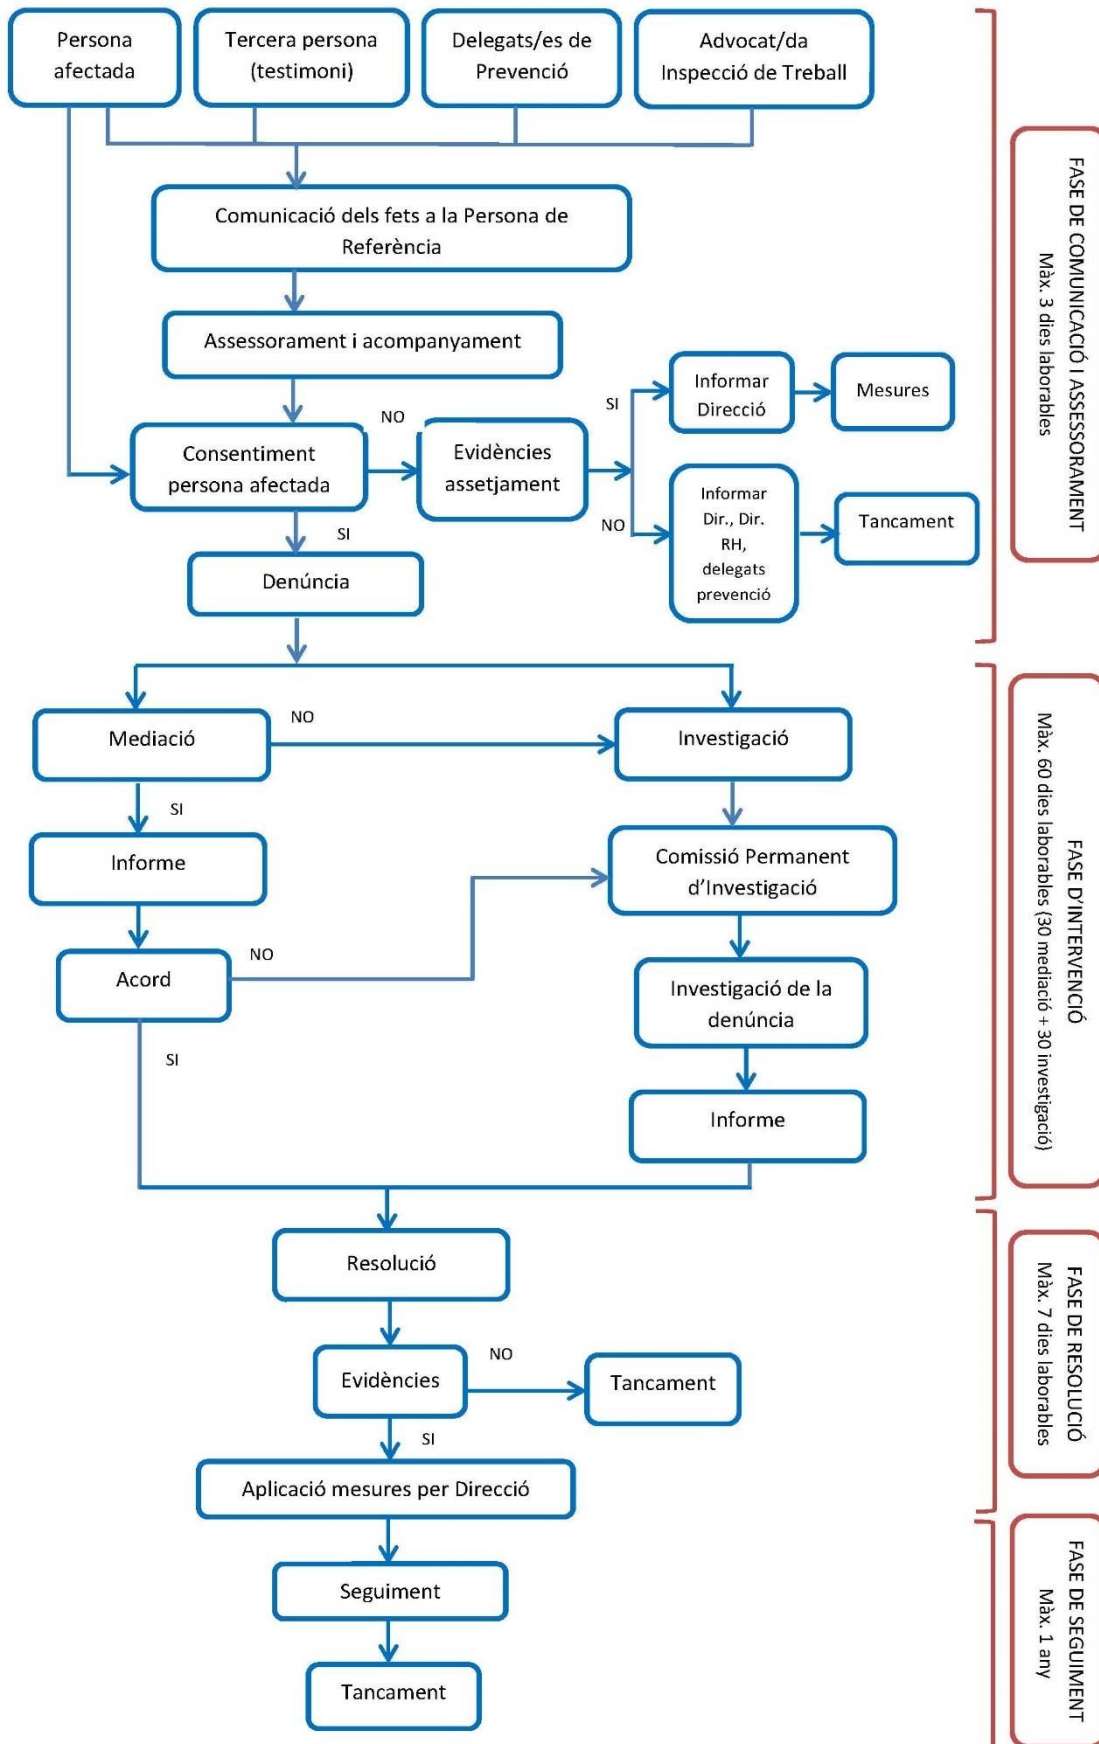 Persona
afectada
Tercera persona
(testimoni)
Delegats/es de
Prevenció
Advocat/da
Inspecció de Treball
Comunicació dels fets a la Persona de
Referència
Assessorament i acompanyament
Consentiment
persona afectada
NO
Evidències
assetjament
SI
Informar
Direcció
Mesures
NO
Informar
Dir., Dir.
RH,
delegats
prevenció
Tancament
SI
Denúncia
FASE DE COMUNICACIÓ I ASSESSORAMENT
Màx. 3 dies laborables
Mediació
NO
Investigació
SI
Informe
Comissió Permanent
d'Investigació
Acord
NO
Investigació de la
denúncia
SI
Informe
FASE D'INTERVENCIÓ
Màx. 60 dies laborables (30 mediació + 30 investigació)
Resolució
Evidències
NO
Tancament
SI
Aplicació mesures per Direcció
FASE DE RESOLUCIÓ
Màx. 7 dies laborables
Seguiment
Tancament
FASE DE SEGUIMENT
Màx. 1 any